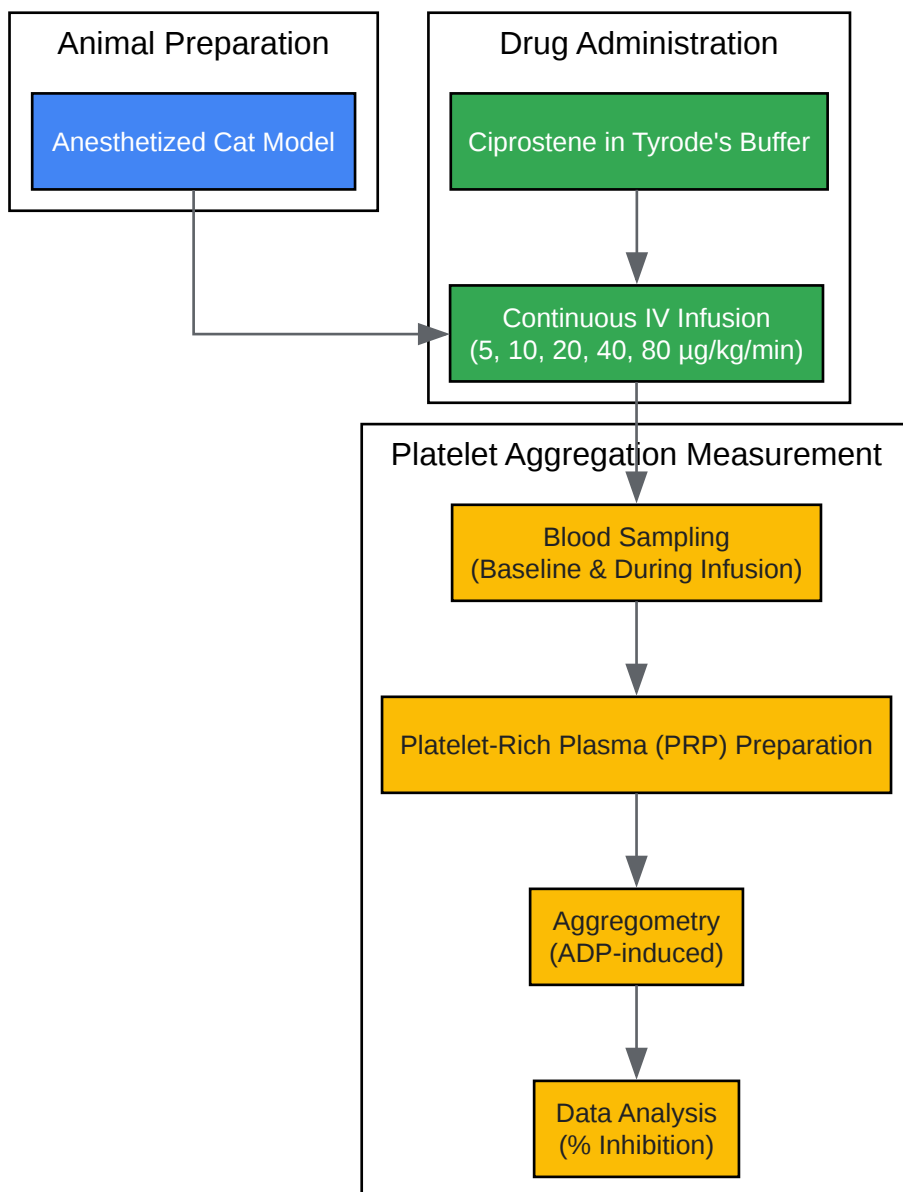 Animal Preparation
Anesthetized Cat Model
Drug Administration
Ciprostene in Tyrode's Buffer
Continuous IV Infusion
(5, 10, 20, 40, 80 µg/kg/min)
Platelet Aggregation Measurement
Blood Sampling
(Baseline & During Infusion)
Platelet-Rich Plasma (PRP) Preparation
Aggregometry
(ADP-induced)
Data Analysis
(% Inhibition)